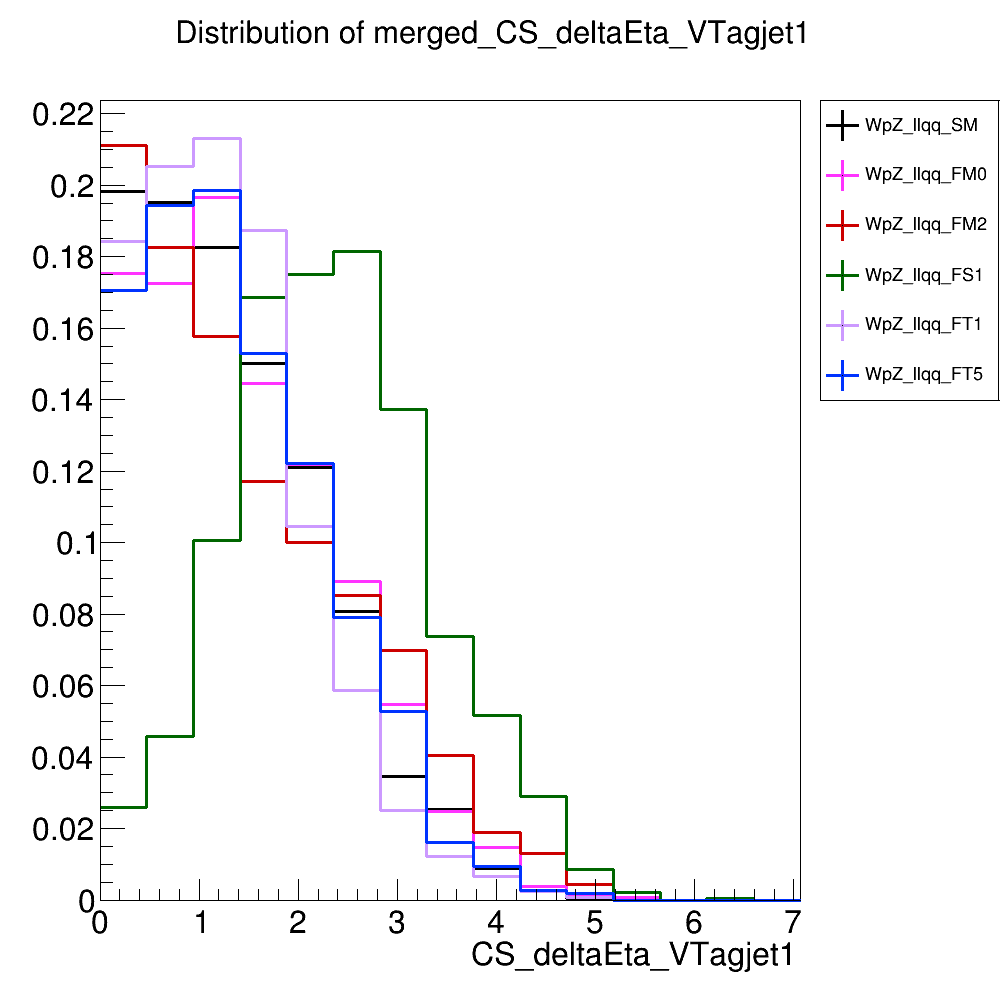 Distribution of merged_CS_deltaEta_VTagjet1
0.22
0.2
0.18
0.16
0.14
0.12
0.1
0.08
0.06
0.04
0.02
0
0 1 2 3 4 5 6 7
CS_deltaEta_VTagjet1
WpZ_llqq_SM
WpZ_llqq_FM0
WpZ_llqq_FM2
WpZ_llqq_FS1
WpZ_llqq_FT1
WpZ_llqq_FT5